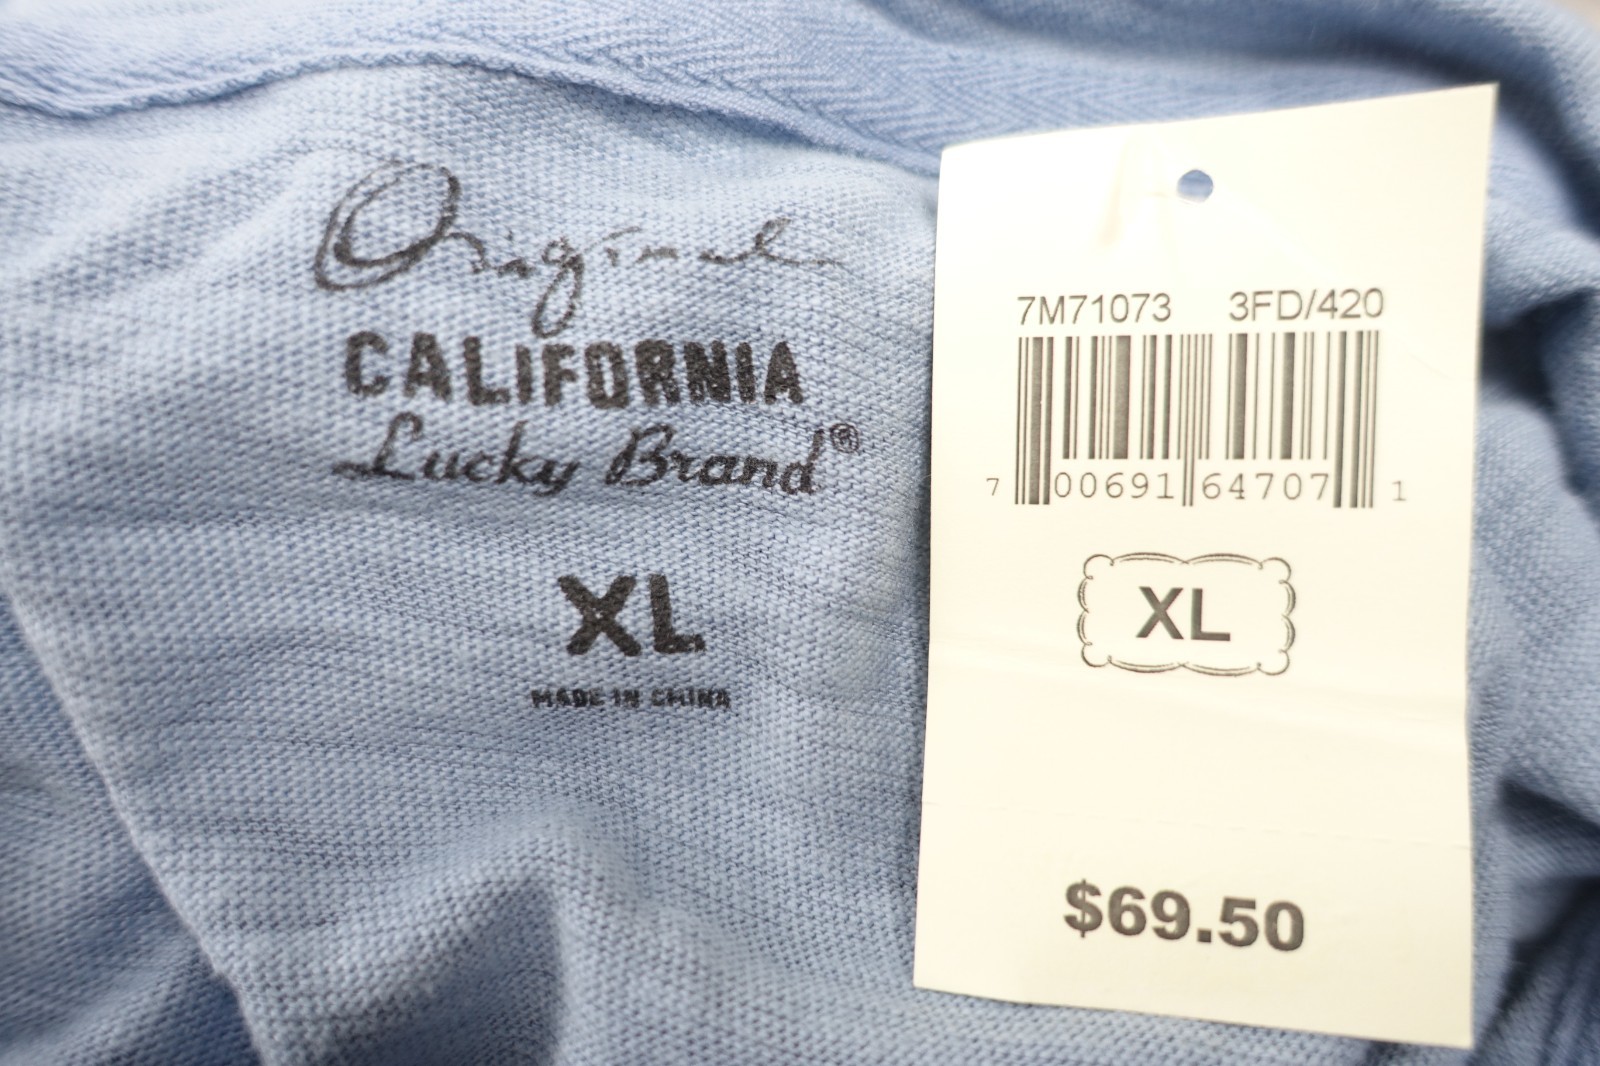 Original
CALIFORNIA
Lucky Brand®
XL
MADE IN CHINA
7M71073 3FD/420
7 00691 64707 1
XL
$69.50